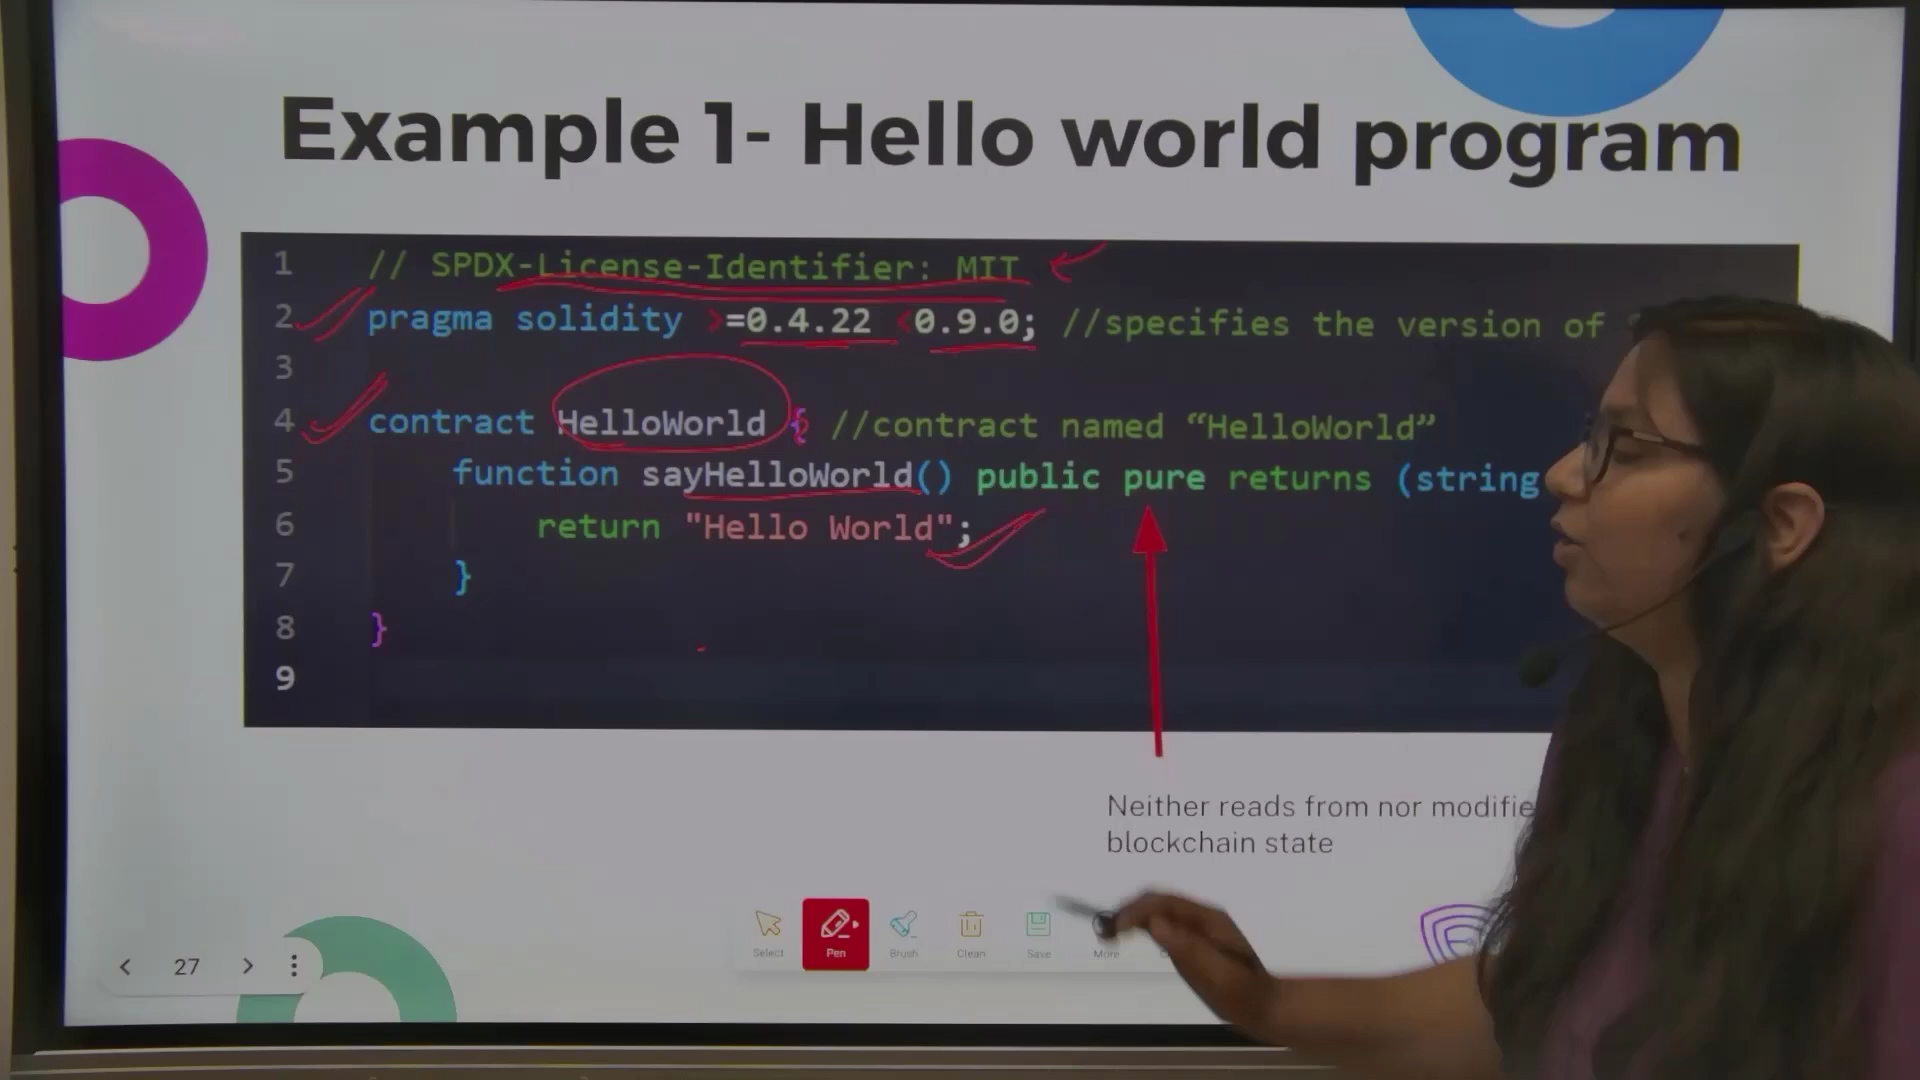 Example 1- Hello world program
1 // SPDX-License-Identifier: MIT
2 pragma solidity >=0.4.22 <0.9.0; //specifies the version of
3
4 contract HelloWorld { //contract named “HelloWorld”
5 function sayHelloWorld() public pure returns (string
6 return "Hello World";
7 }
8 }
9
Neither reads from nor modifie
blockchain state
Select Pen Brush Clean Save More
27